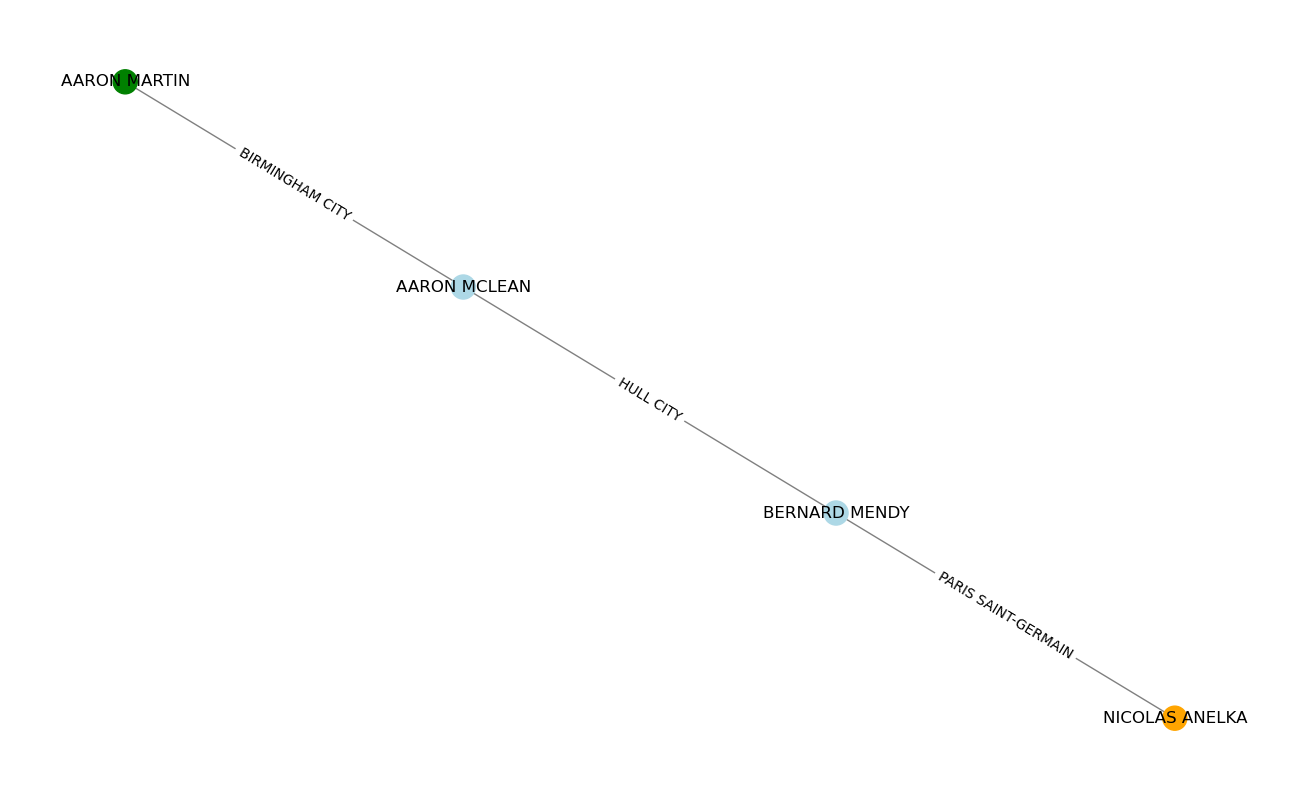 AARON MARTIN
BIRMINGHAM CITY
AARON MCLEAN
HULL CITY
BERNARD MENDY
PARIS SAINT-GERMAIN
NICOLAS ANELKA